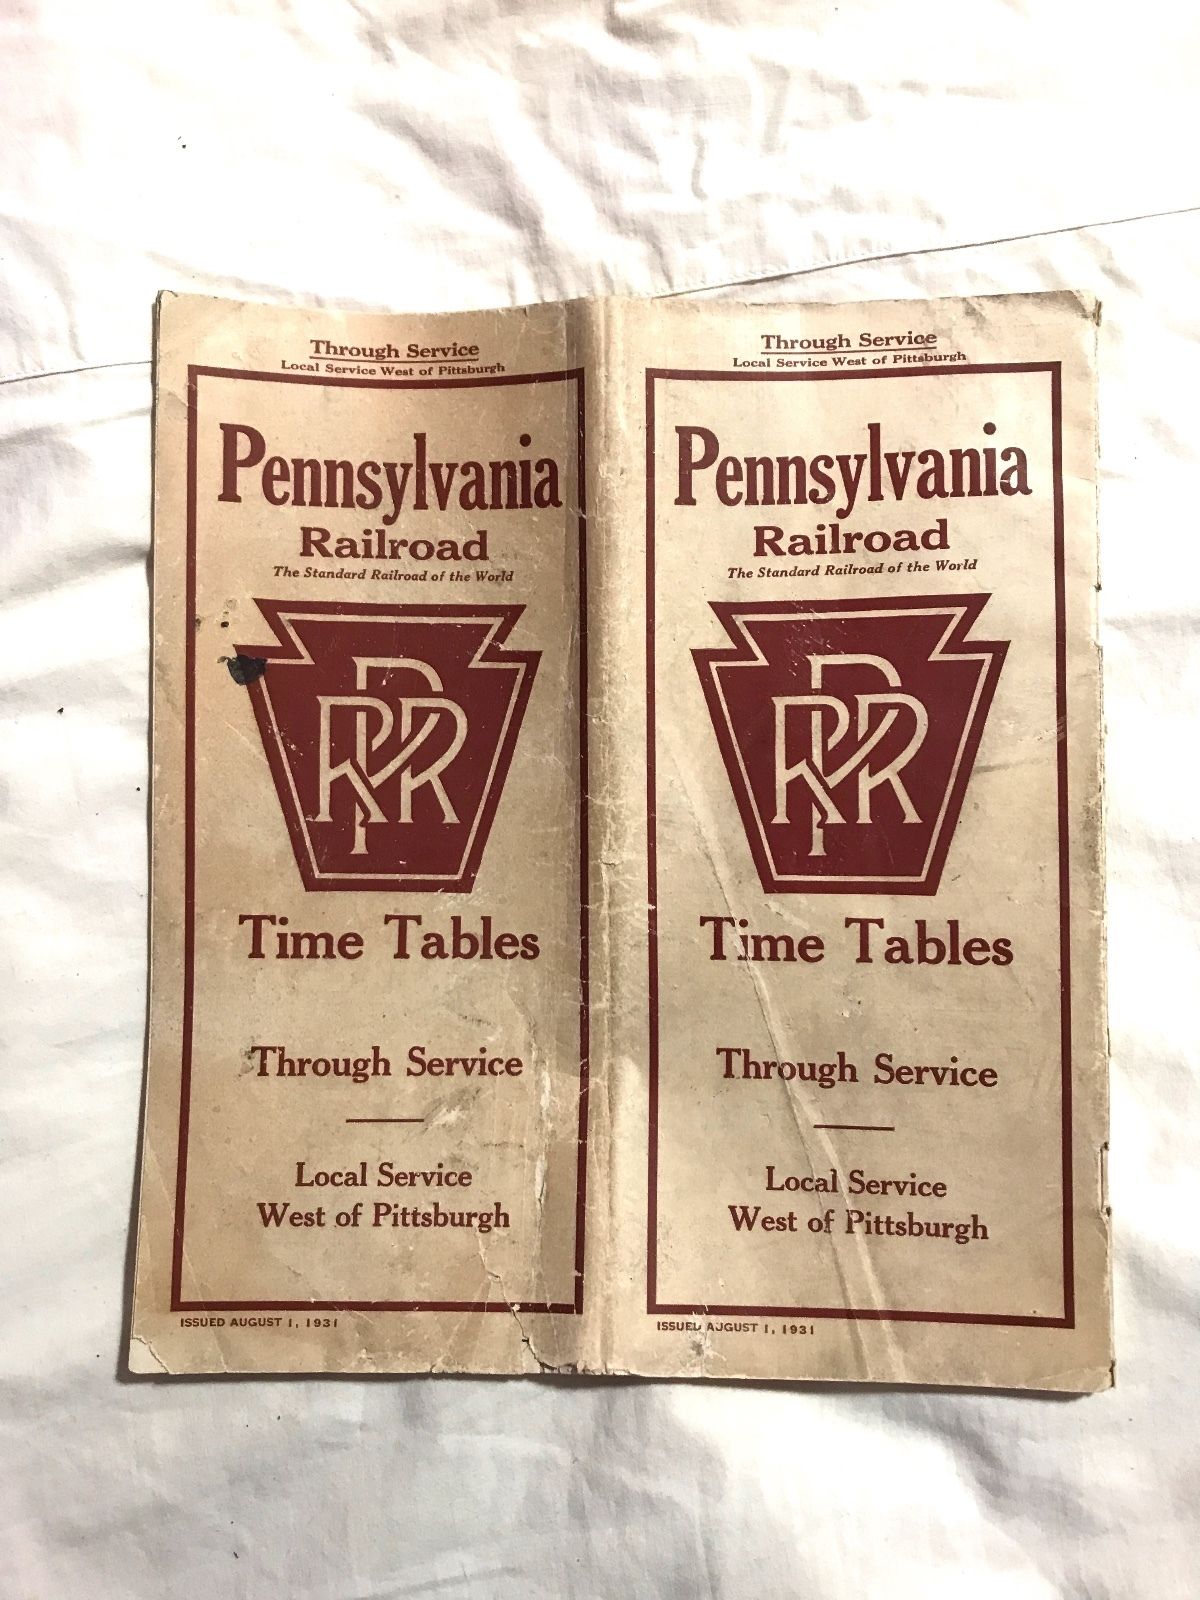 Through Service
Local Service West of Pittsburgh
Pennsylvania
Railroad
The Standard Railroad of the World
PRR
Time Tables
Through Service
Local Service
West of Pittsburgh
ISSUED AUGUST 1, 1931
Through Service
Local Service West of Pittsburgh
Pennsylvania
Railroad
The Standard Railroad of the World
PRR
Time Tables
Through Service
Local Service
West of Pittsburgh
ISSUED AUGUST 1, 1931